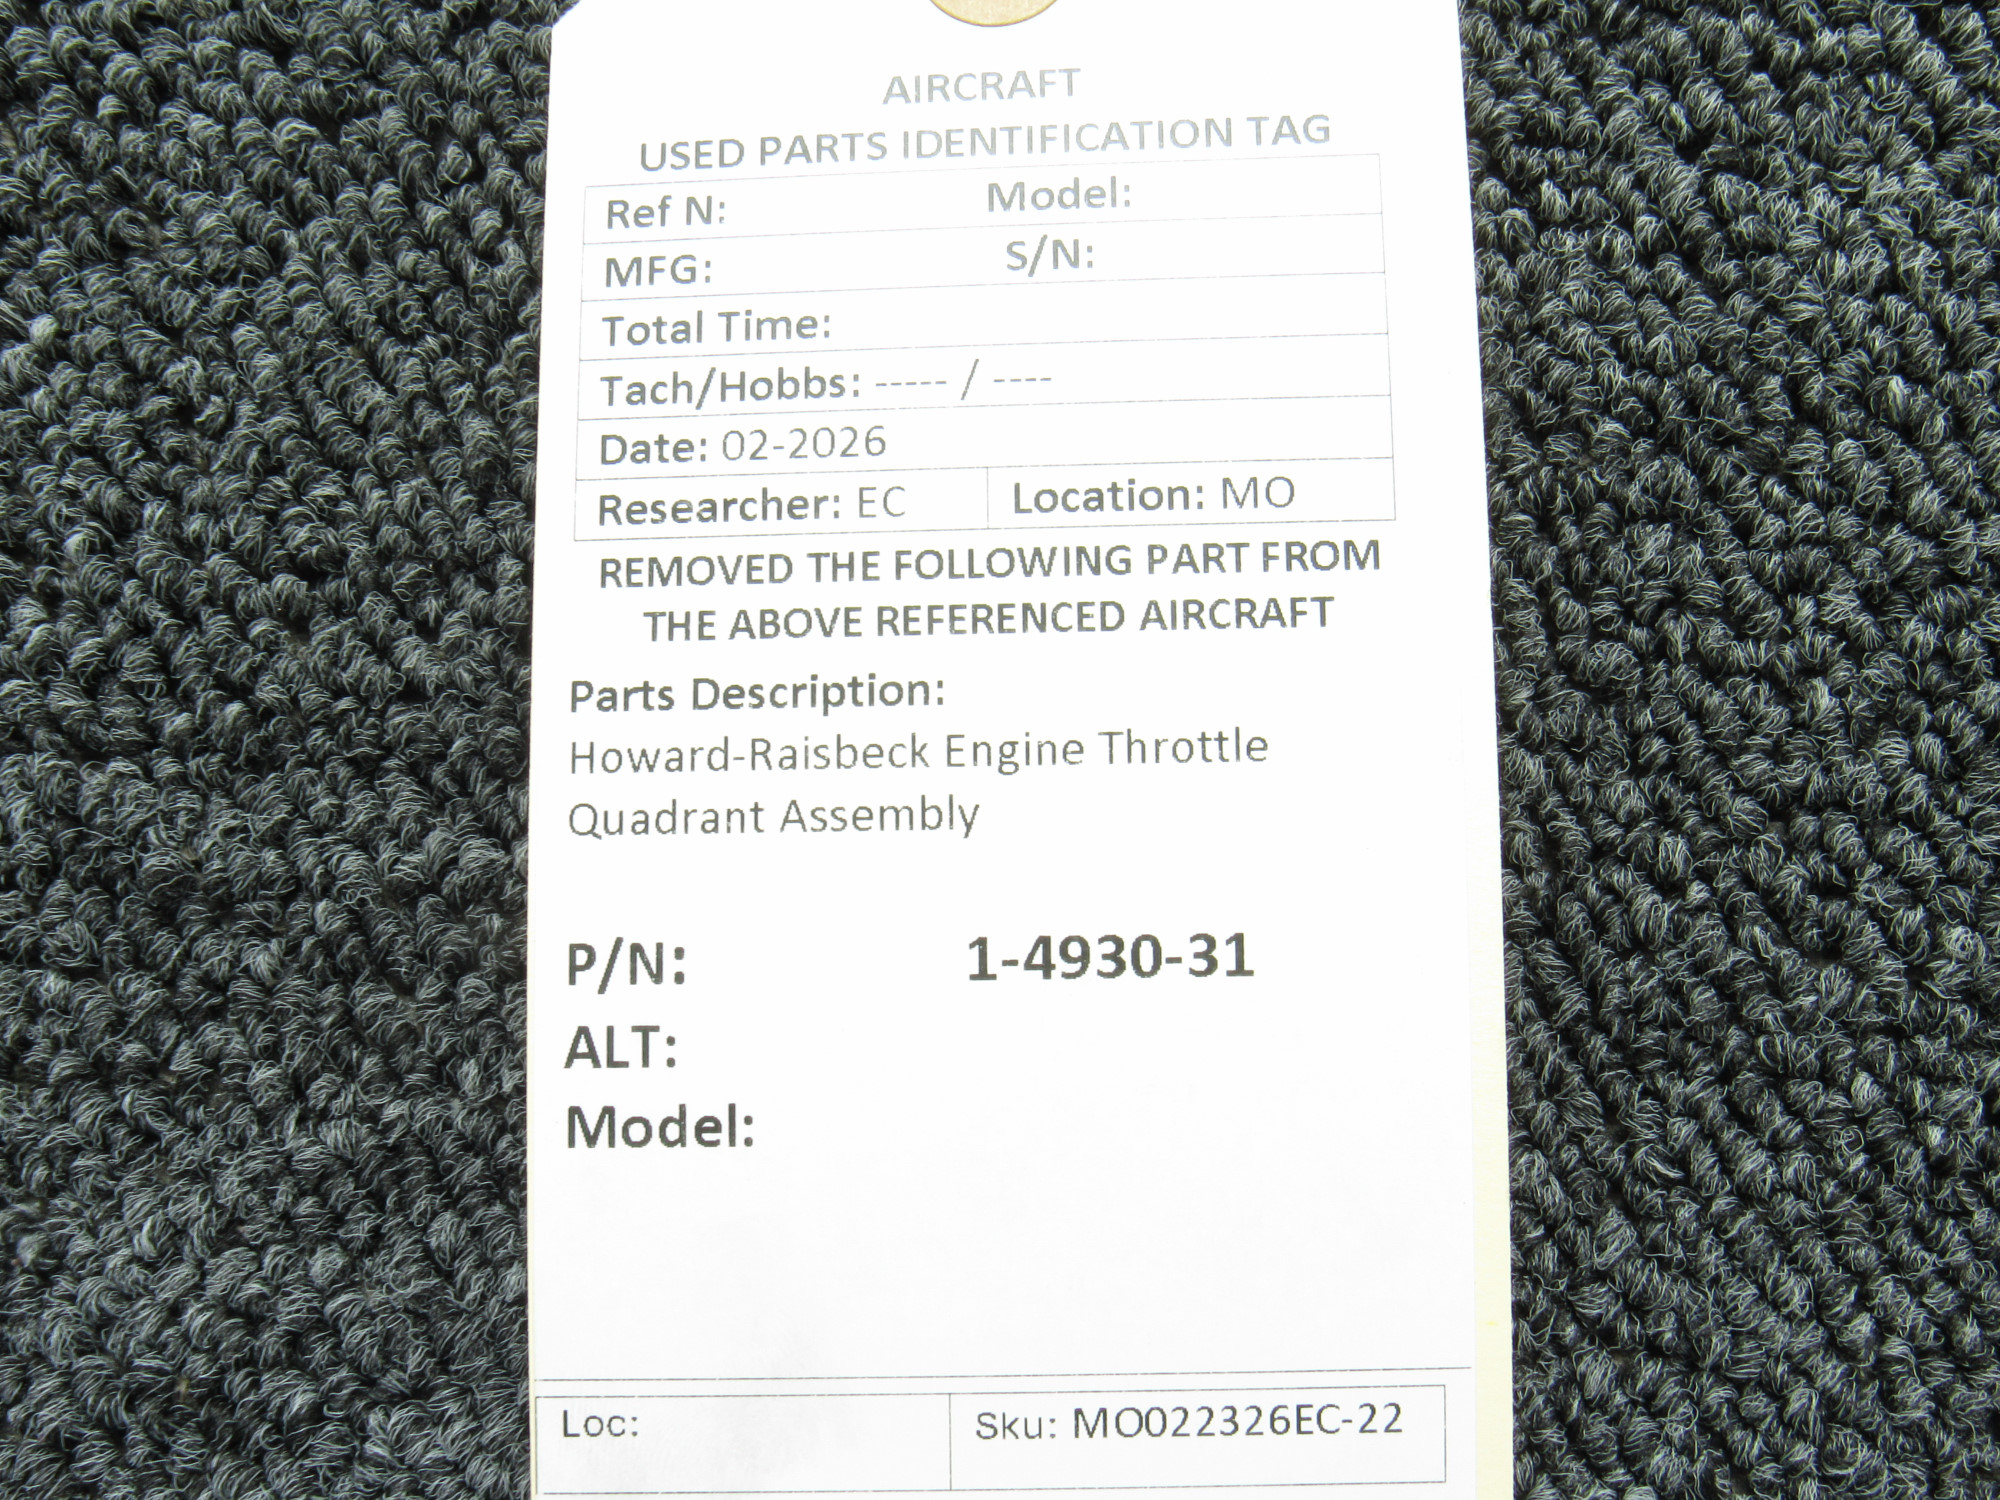 AIRCRAFT
USED PARTS IDENTIFICATION TAG
Ref N: Model:
MFG: S/N:
Total Time:
Tach/Hobbs: ----- / ----
Date: 02-2026
Researcher: EC Location: MO
REMOVED THE FOLLOWING PART FROM
THE ABOVE REFERENCED AIRCRAFT
Parts Description:
Howard-Raisbeck Engine Throttle
Quadrant Assembly
P/N: 1-4930-31
ALT:
Model:
Loc: Sku: MO022326EC-22